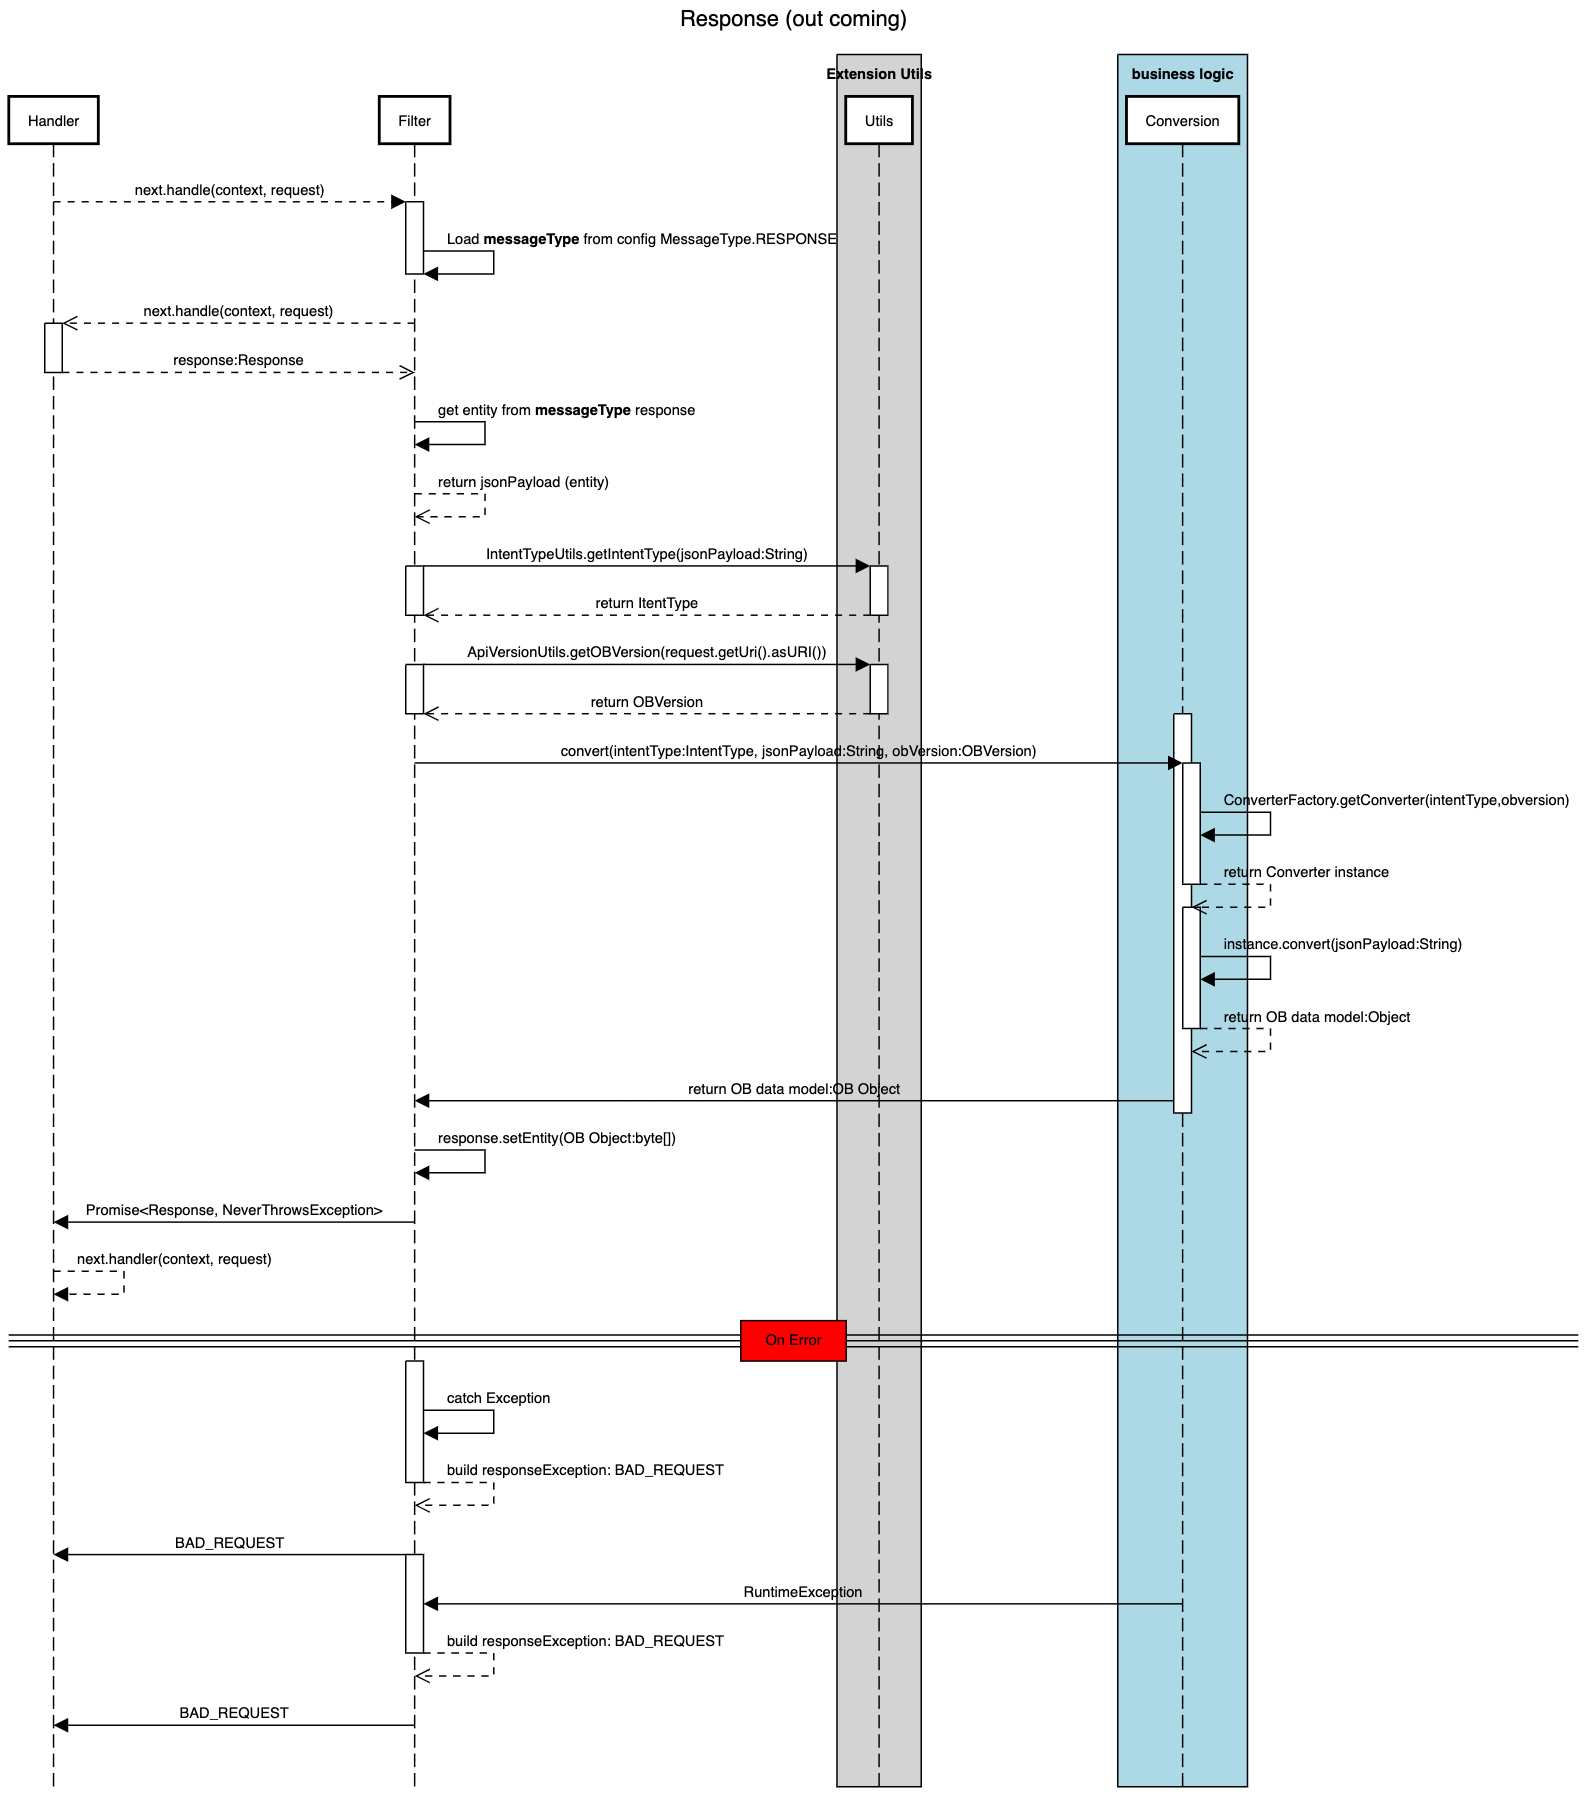 Response (out coming)
Extension Utils
business logic
Handler
Filter
Utils
Conversion
next.handle(context, request)
Load messageType from config MessageType.RESPONSE
next.handle(context, request)
response:Response
get entity from messageType response
return jsonPayload (entity)
IntentTypeUtils.getIntentType(jsonPayload:String)
return ItentType
ApiVersionUtils.getOBVersion(request.getUri().asURI())
return OBVersion
convert(intentType:IntentType, jsonPayload:String, obVersion:OBVersion)
ConverterFactory.getConverter(intentType,obversion)
return Converter instance
instance.convert(jsonPayload:String)
return OB data model:Object
return OB data model:OB Object
response.setEntity(OB Object:byte[])
Promise<Response, NeverThrowsException>
next.handler(context, request)
On Error
catch Exception
build responseException: BAD_REQUEST
BAD_REQUEST
RuntimeException
build responseException: BAD_REQUEST
BAD_REQUEST